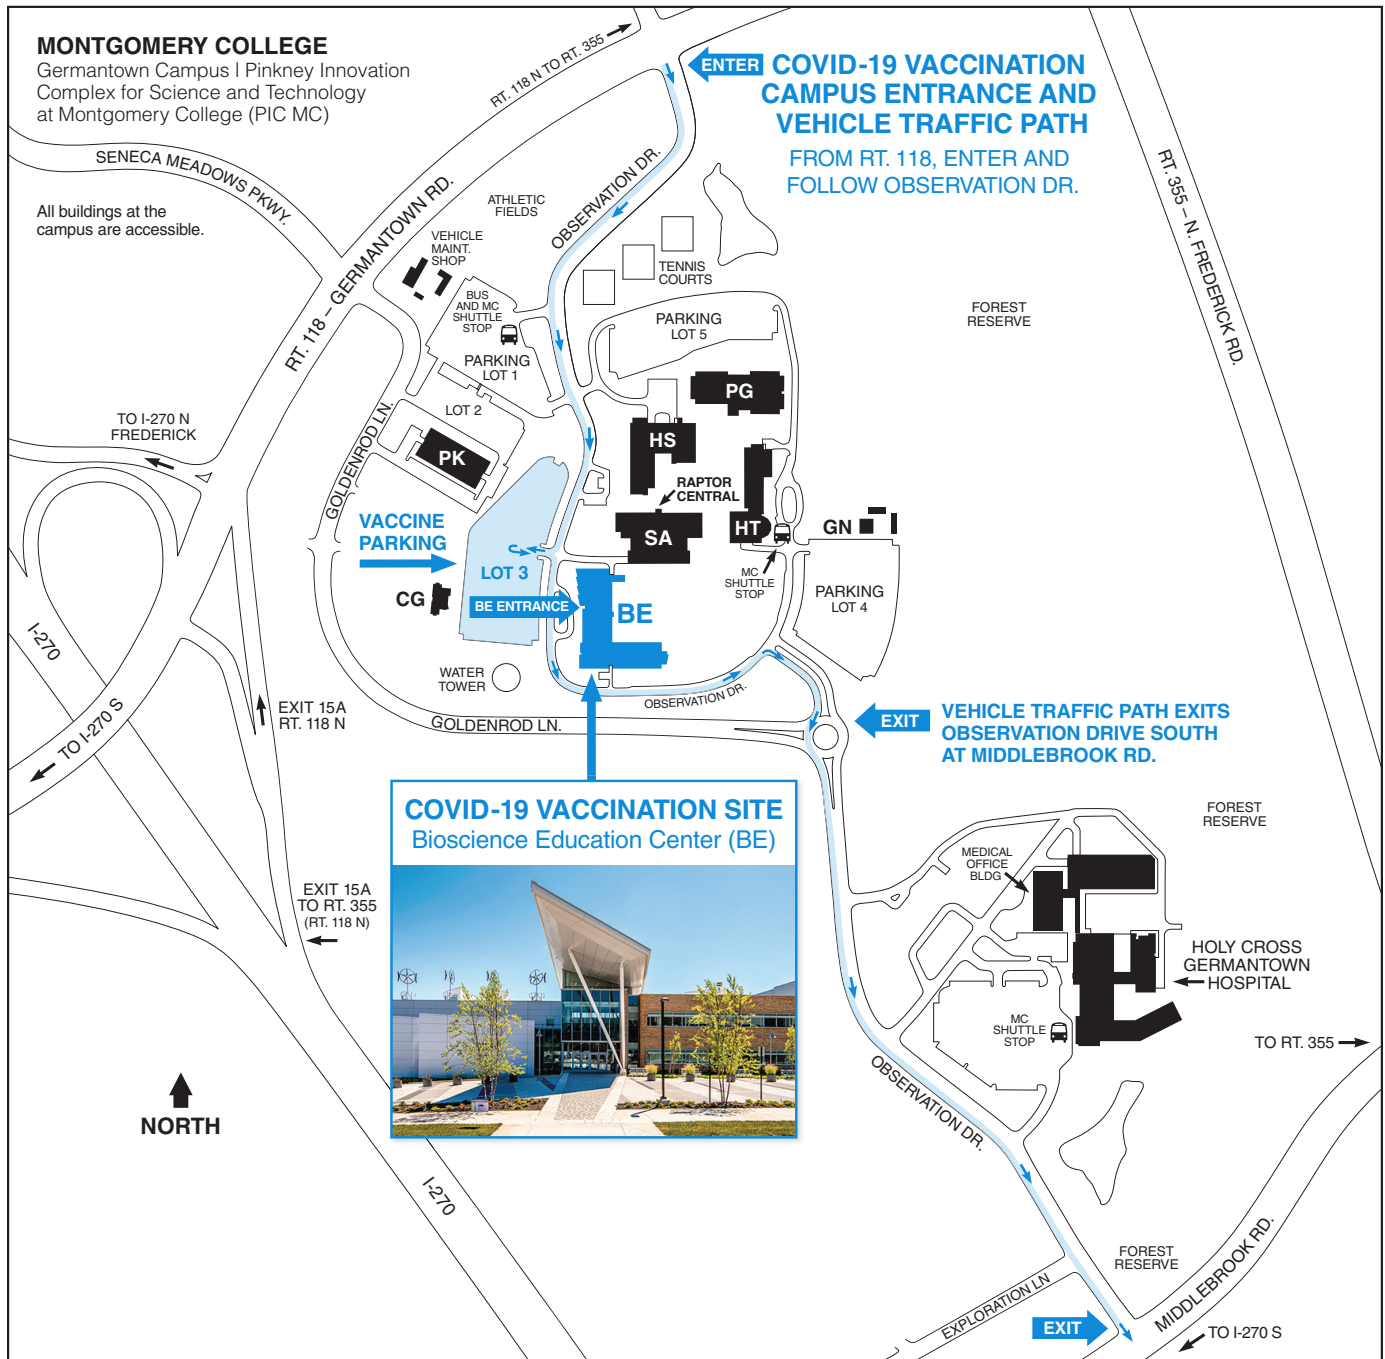 MONTGOMERY COLLEGE
Germantown Campus | Pinkney Innovation
Complex for Science and Technology
at Montgomery College (PIC MC)
RT. 118 N TO RT. 355
ENTER
COVID-19 VACCINATION
CAMPUS ENTRANCE AND
VEHICLE TRAFFIC PATH
FROM RT. 118, ENTER AND
FOLLOW OBSERVATION DR.
SENECA MEADOWS PKWY.
All buildings at the
campus are accessible.
RT. 118 – GERMANTOWN RD.
ATHLETIC
FIELDS
OBSERVATION DR.
RT. 355 – N. FREDERICK RD.
VEHICLE
MAINT.
SHOP
TENNIS
COURTS
BUS
AND MC
SHUTTLE
STOP
FOREST
RESERVE
PARKING
LOT 5
PARKING
LOT 1
PG
LOT 2
TO I-270 N
FREDERICK
GOLDENROD LN.
PK
HS
RAPTOR
CENTRAL
SA
HT
GN
VACCINE
PARKING
LOT 3
MC
SHUTTLE
STOP
PARKING
LOT 4
CG
BE ENTRANCE
BE
I-270
WATER
TOWER
OBSERVATION DR.
EXIT 15A
RT. 118 N
GOLDENROD LN.
EXIT
VEHICLE TRAFFIC PATH EXITS
OBSERVATION DRIVE SOUTH
AT MIDDLEBROOK RD.
TO I-270 S
COVID-19 VACCINATION SITE
Bioscience Education Center (BE)
FOREST
RESERVE
MEDICAL
OFFICE
BLDG
EXIT 15A
TO RT. 355
(RT. 118 N)
HOLY CROSS
GERMANTOWN
HOSPITAL
MC
SHUTTLE
STOP
TO RT. 355
OBSERVATION DR.
NORTH
I-270
FOREST
RESERVE
MIDDLEBROOK RD.
EXPLORATION LN
EXIT
TO I-270 S